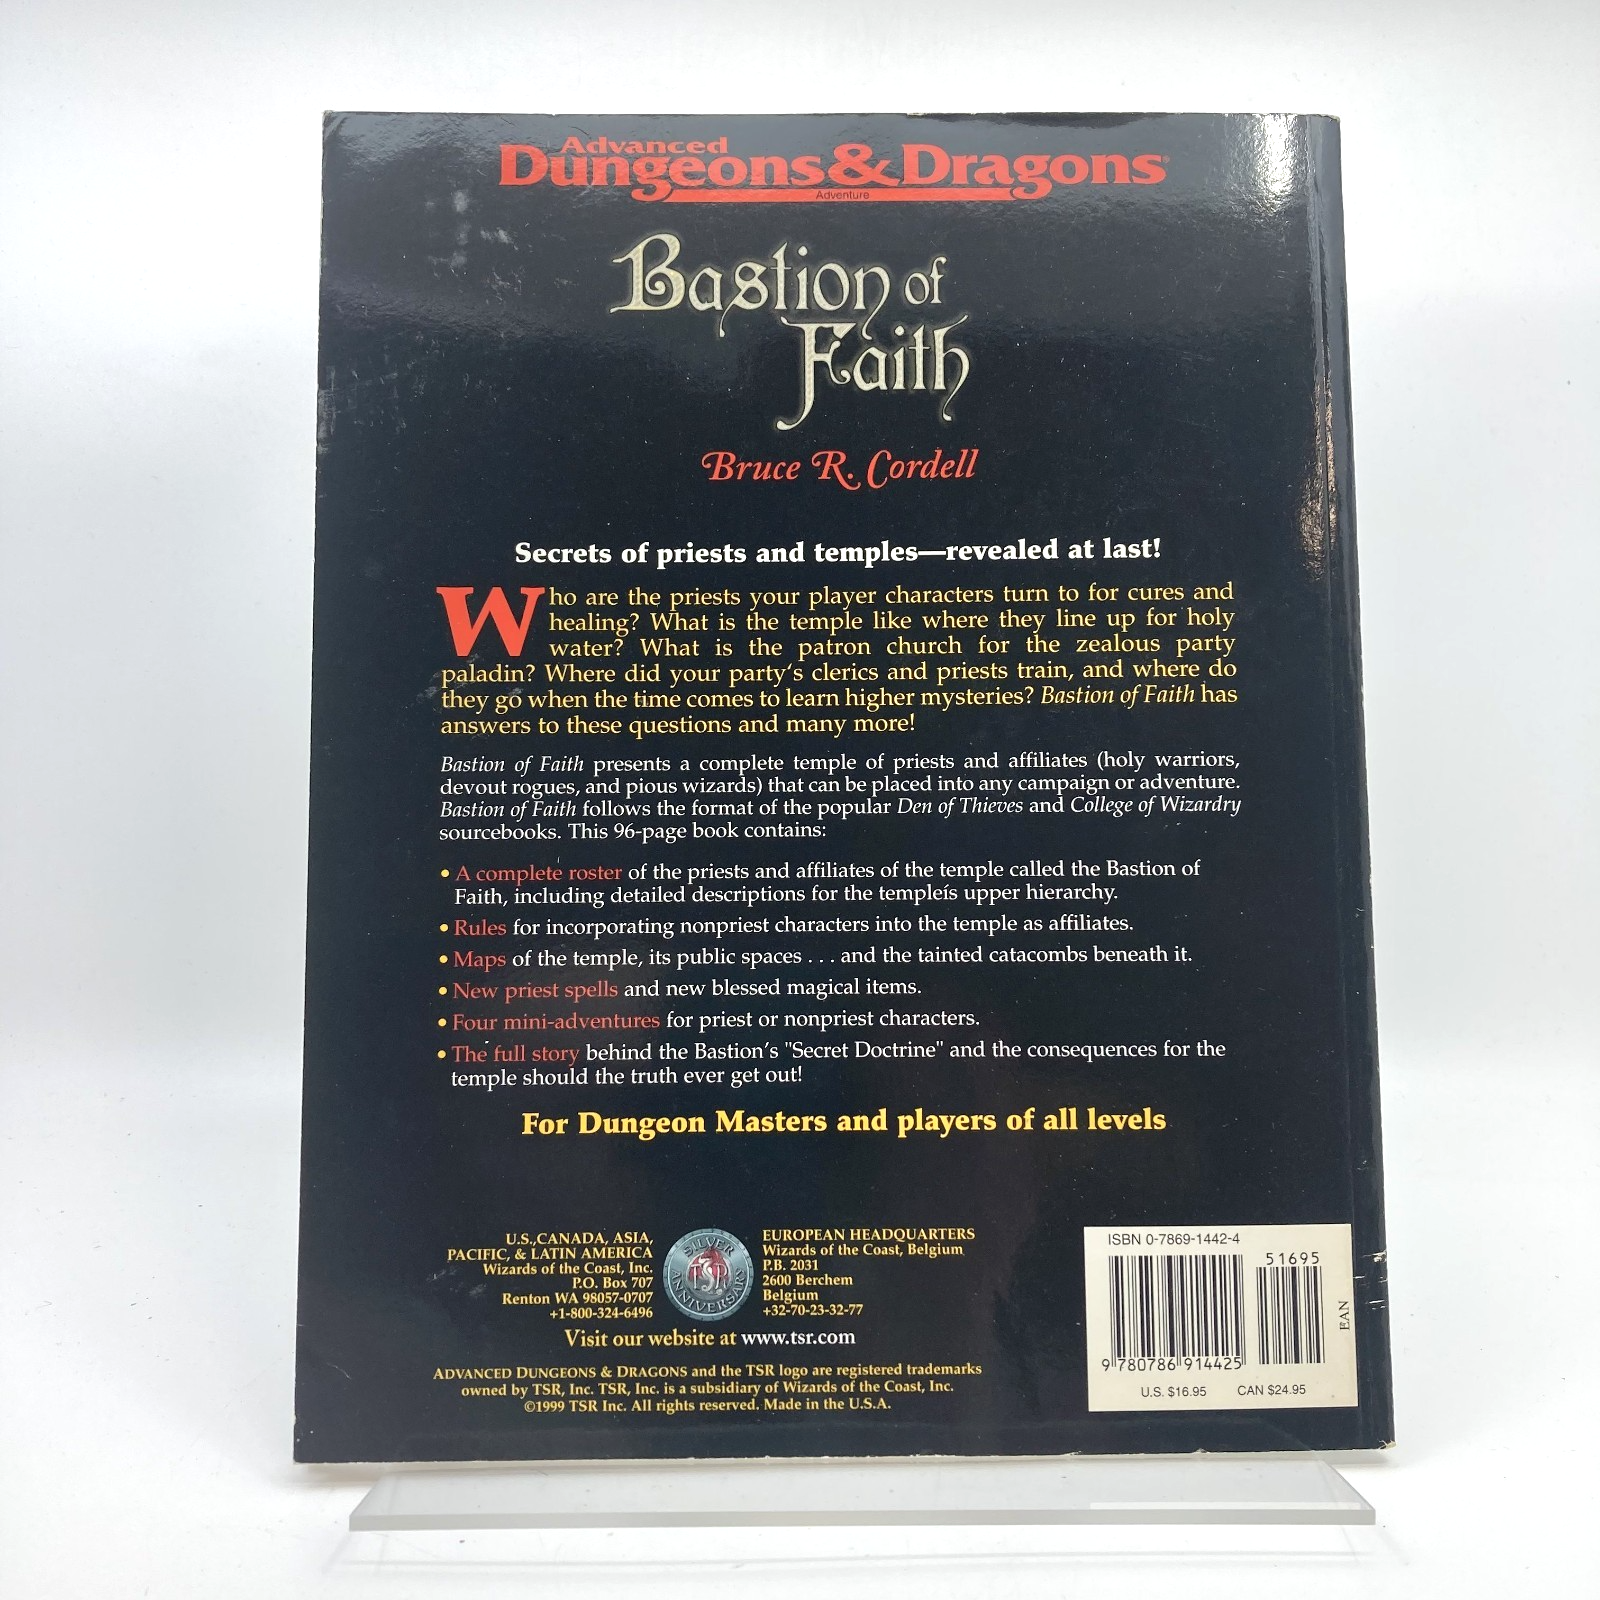 Advanced
Dungeons & Dragons®
Adventure
Bastion of
Faith
Bruce R. Cordell
Secrets of priests and temples—revealed at last!
Who are the priests your player characters turn to for cures and
healing? What is the temple like where they line up for holy
water? What is the patron church for the zealous party
paladin? Where did your party‘s clerics and priests train, and where do
they go when the time comes to learn higher mysteries? Bastion of Faith has
answers to these questions and many more!
Bastion of Faith presents a complete temple of priests and affiliates (holy warriors,
devout rogues, and pious wizards) that can be placed into any campaign or adventure.
Bastion of Faith follows the format of the popular Den of Thieves and College of Wizardry
sourcebooks. This 96-page book contains:
• A complete roster of the priests and affiliates of the temple called the Bastion of
Faith, including detailed descriptions for the templeís upper hierarchy.
• Rules for incorporating nonpriest characters into the temple as affiliates.
• Maps of the temple, its public spaces . . . and the tainted catacombs beneath it.
• New priest spells and new blessed magical items.
• Four mini-adventures for priest or nonpriest characters.
• The full story behind the Bastion’s "Secret Doctrine" and the consequences for the
temple should the truth ever get out!
For Dungeon Masters and players of all levels
U.S.,CANADA, ASIA,
PACIFIC, & LATIN AMERICA
Wizards of the Coast, Inc.
P.O. Box 707
Renton WA 98057-0707
+1-800-324-6496
SILVER
TSR
ANNIVERSARY
EUROPEAN HEADQUARTERS
Wizards of the Coast, Belgium
P.B. 2031
2600 Berchem
Belgium
+32-70-23-32-77
Visit our website at www.tsr.com
ADVANCED DUNGEONS & DRAGONS and the TSR logo are registered trademarks
owned by TSR, Inc. TSR, Inc. is a subsidiary of Wizards of the Coast, Inc.
©1999 TSR Inc. All rights reserved. Made in the U.S.A.
ISBN 0-7869-1442-4
51695
EAN
9 780786 914425
U.S. $16.95 CAN $24.95